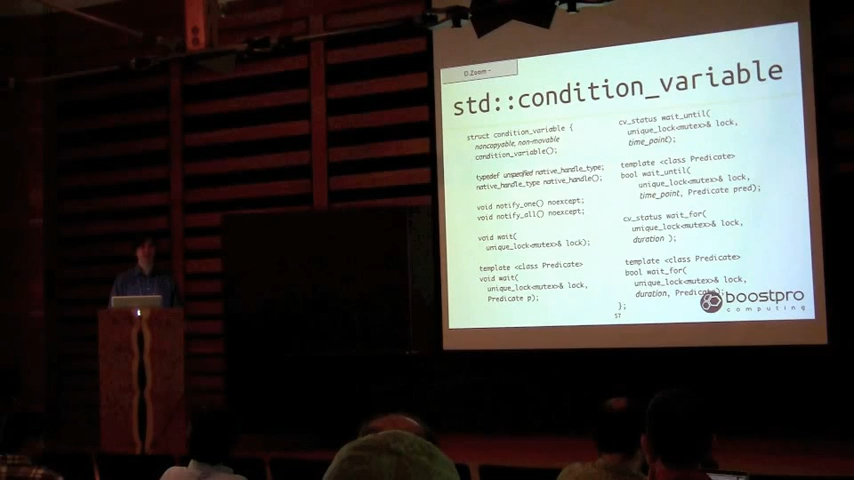 D.Zoom -
std::condition_variable
struct condition_variable {
noncopyable, non-movable
condition_variable();
typedef unspecified native_handle_type;
native_handle_type native_handle();
void notify_one() noexcept;
void notify_all() noexcept;
void wait(
unique_lock<mutex>& lock);
template <class Predicate>
void wait(
unique_lock<mutex>& lock,
Predicate p);
cv_status wait_until(
unique_lock<mutex>& lock,
time_point);
template <class Predicate>
bool wait_until(
unique_lock<mutex>& lock,
time_point, Predicate pred);
cv_status wait_for(
unique_lock<mutex>& lock,
duration );
template <class Predicate>
bool wait_for(
unique_lock<mutex>& lock,
duration, Predicate);
};
57
boostpro
computing